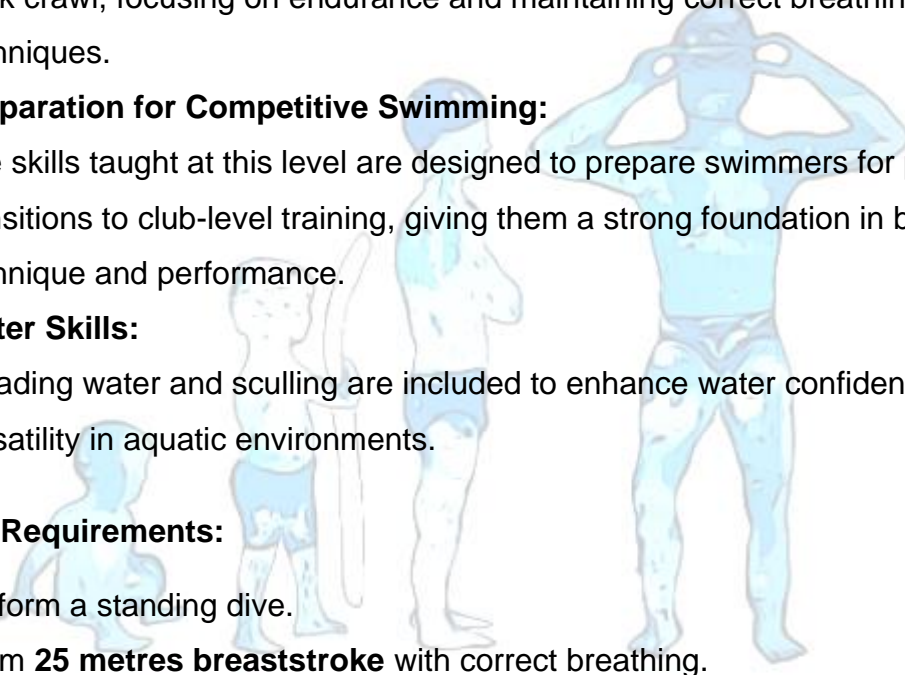 k crawl, focusing on endurance and maintaining correct breathin
hniques.
paration for Competitive Swimming:
e skills taught at this level are designed to prepare swimmers for p
nsitions to club-level training, giving them a strong foundation in b
hnique and performance.
ter Skills:
ading water and sculling are included to enhance water confiden
satility in aquatic environments.
Requirements:
form a standing dive.
m 25 metres breaststroke with correct breathing.